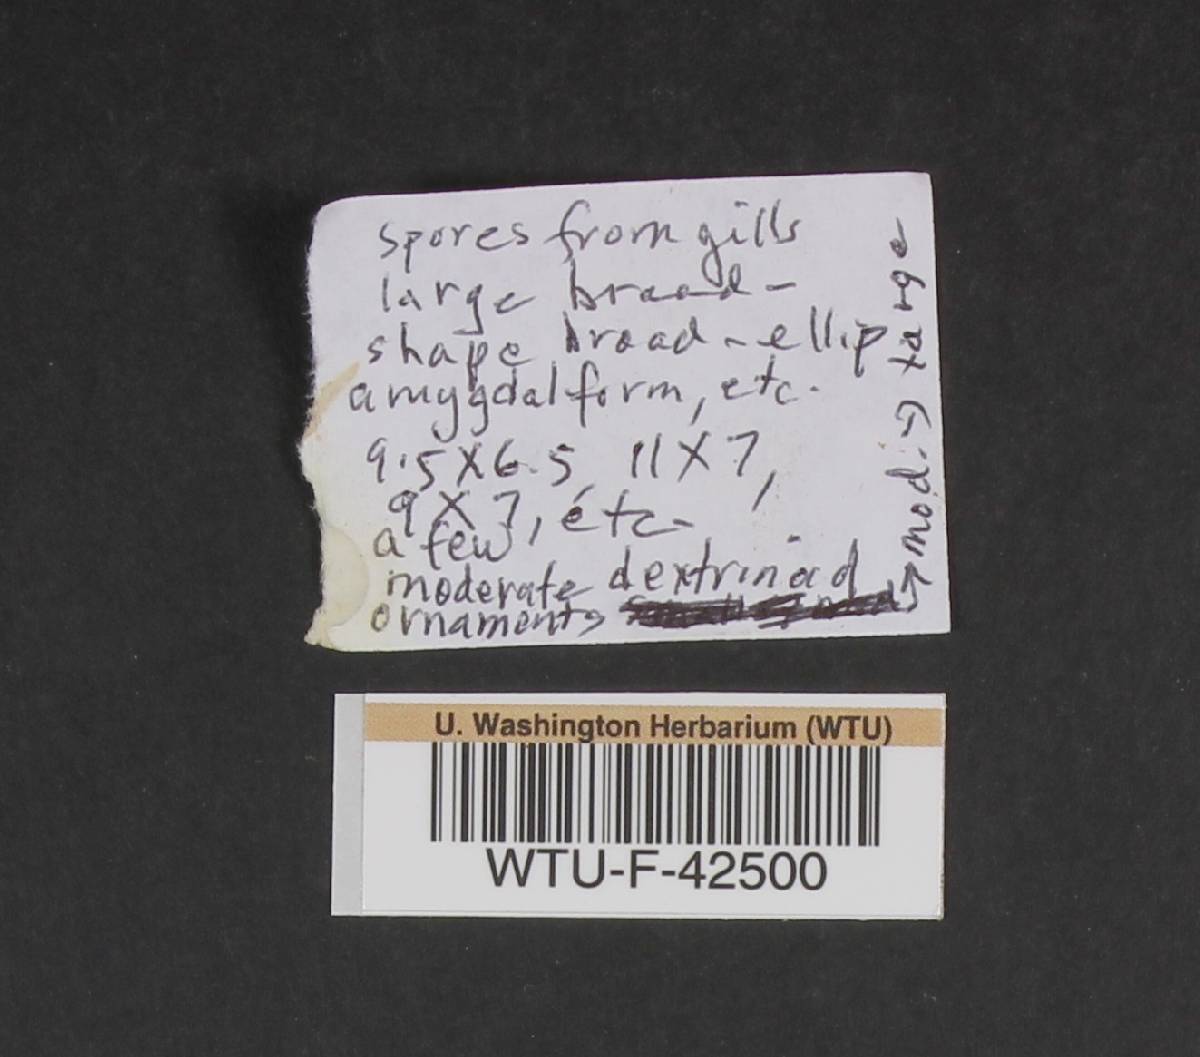 spores from gills
large broad-
shape broad-ellip
amygdalform, etc.
9.5X6.5, 11X7,
9X7, etc.
a few
moderate dextrinoid
ornaments
→ mod. → large
U. Washington Herbarium (WTU)
WTU-F-42500